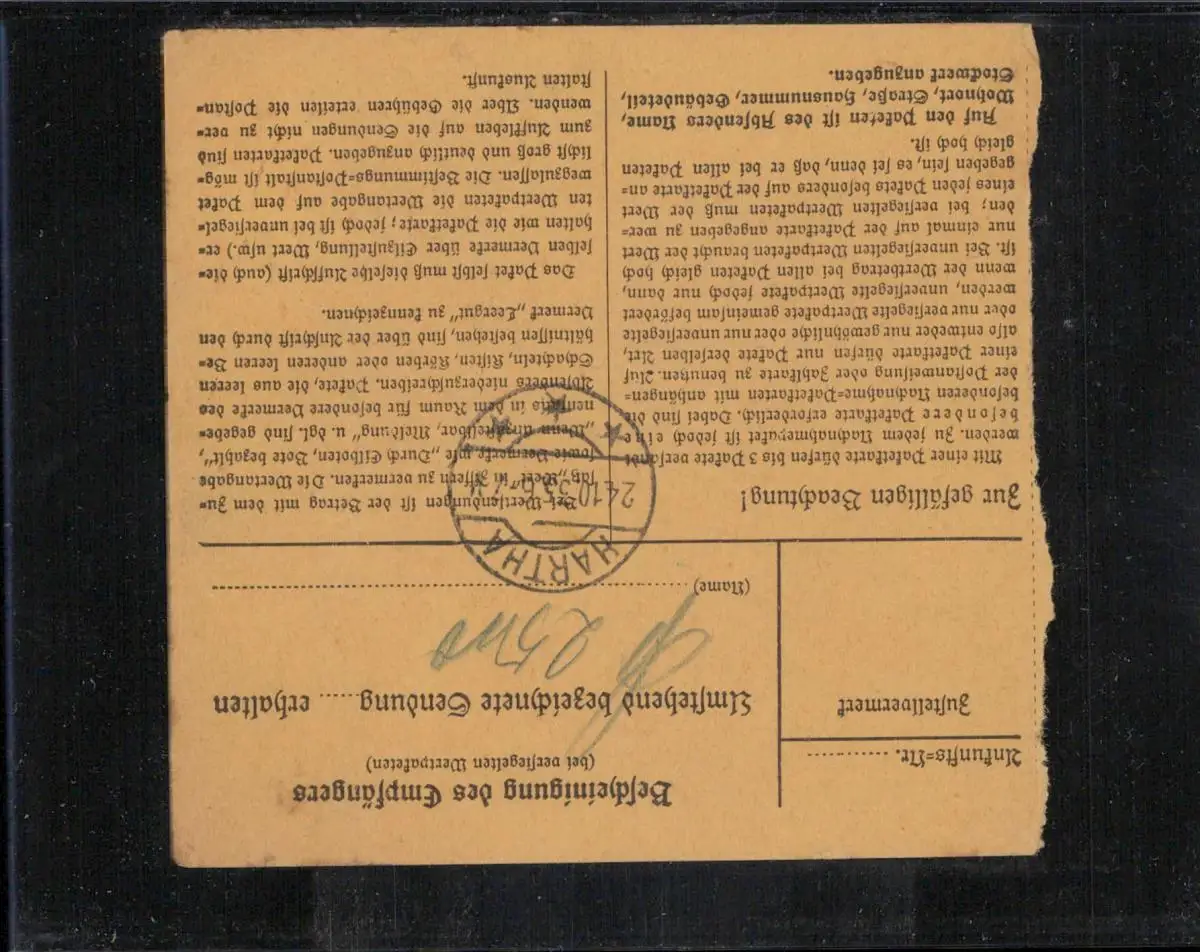 Ankunfts=Nr. ..............
Zustellvermerk
Bescheinigung des Empfängers
(bei versiegelten Wertpaketen)
Umstehend bezeichnete Sendung...... erhalten
(Name)
HARTHA
24.10
Zur gefälligen Beachtung!
Mit einer Paketkarte dürfen bis 3 Pakete versandt
werden. Zu jedem Nachnahmepaket ist jedoch eine
besondere Paketkarte erforderlich. Dabei sind die
besonderen Nachnahme=Paketkarten mit anhängen=
der Postanweisung oder Zahlkarte zu benutzen. Auf
einer Paketkarte dürfen nur Pakete derselben Art,
also entweder nur gewöhnliche oder nur unversiegelte
oder nur versiegelte Wertpakete gemeinsam befördert
werden, unversiegelte Wertpakete jedoch nur dann,
wenn der Wertbetrag bei allen Paketen gleich hoch
ist. Bei unversiegelten Wertpaketen braucht der Wert
nur einmal auf der Paketkarte angegeben zu wer=
den; bei versiegelten Wertpaketen muß der Wert
eines jeden Pakets besonders auf der Paketkarte an=
gegeben sein, es sei denn, daß er bei allen Paketen
gleich hoch ist.
Auf den Paketen ist des Absenders Name,
Wohnort, Straße, Hausnummer, Gebäudeteil,
Stockwerk anzugeben.
Bei Wertsendungen ist der Betrag mit dem Zu=
satz „Wert" in Ziffern zu vermerken. Die Wertangabe
sowie Vermerke wie „Durch Eilboten, Bote bezahlt",
„Wenn unzustellbar, Meldung" u. dgl. sind gegebe=
nenfalls in dem Raum für besondere Vermerke des
Absenders niederzuschreiben. Pakete, die aus leeren
Schachteln, Kisten, Körben oder anderen leeren Be=
hältnissen bestehen, sind über der Anschrift durch den
Vermerk „Leergut" zu kennzeichnen.
Das Paket selbst muß dieselbe Aufschrift (auch die=
selben Vermerke über Eilzustellung, Wert usw.) er=
halten wie die Paketkarte; jedoch ist bei unversiegel=
ten Wertpaketen die Wertangabe auf dem Paket
wegzulassen. Die Bestimmungs=Postanstalt ist mög=
lichst groß und deutlich anzugeben. Paketkarten sind
zum Aufkleben auf die Sendungen nicht zu ver=
wenden. Über die Gebühren erteilen die Postan=
stalten Auskunft.